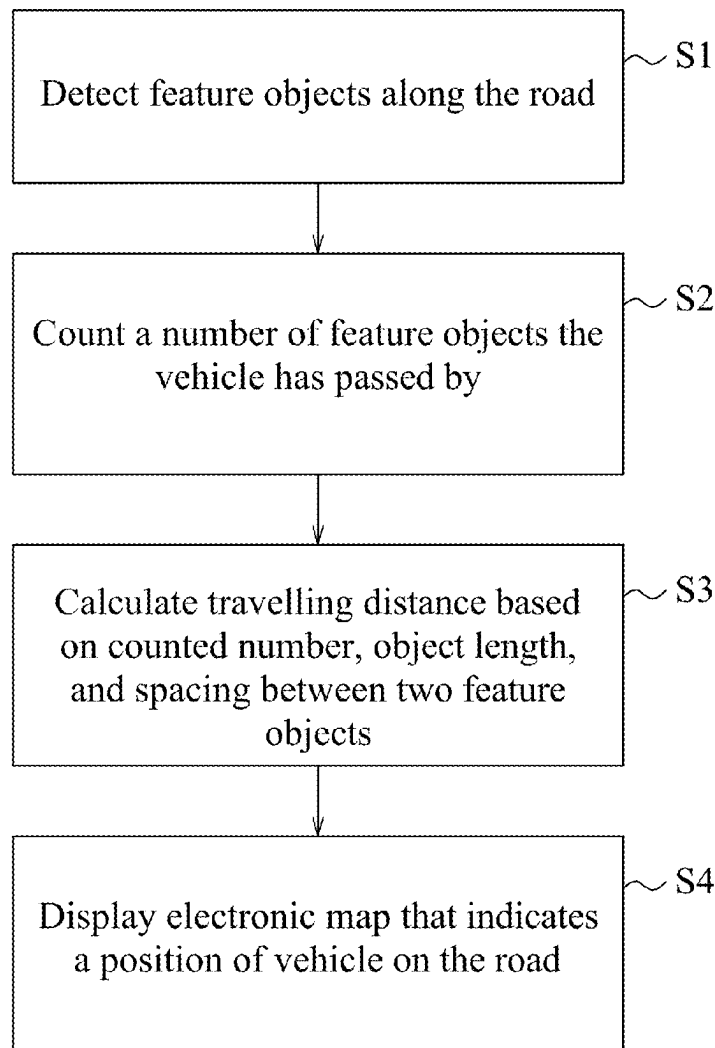 S1
Detect feature objects along the road
S2
Count a number of feature objects the
vehicle has passed by
S3
Calculate travelling distance based
on counted number, object length,
and spacing between two feature
objects
S4
Display electronic map that indicates
a position of vehicle on the road